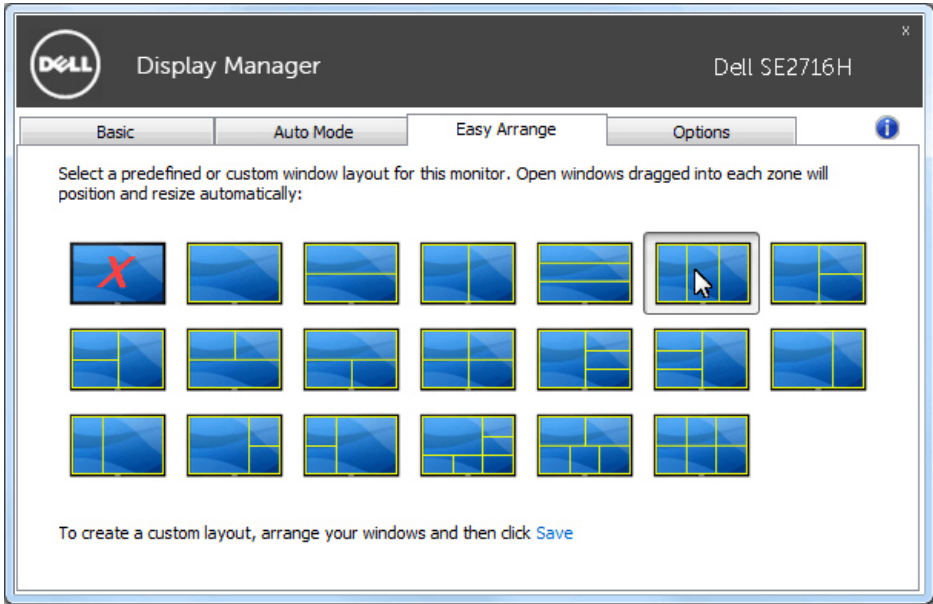 DELL
Display Manager
Dell SE2716H
x
Basic
Auto Mode
Easy Arrange
Options
i
Select a predefined or custom window layout for this monitor. Open windows dragged into each zone will
position and resize automatically:
X
To create a custom layout, arrange your windows and then click Save